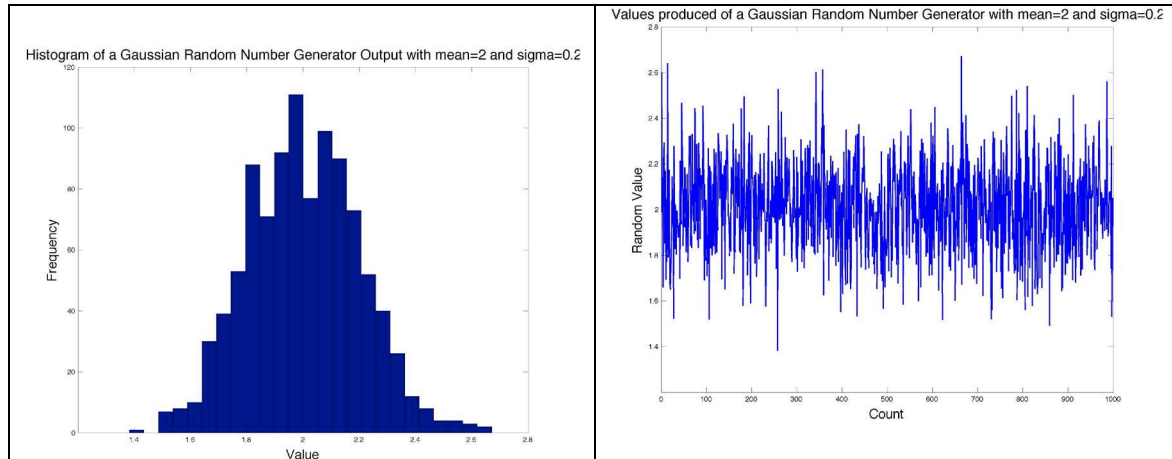 Histogram of a Gaussian Random Number Generator Output with mean=2 and sigma=0.2
120
100
80
60
40
20
0
Frequency
1.4 1.6 1.8 2 2.2 2.4 2.6 2.8
Value
Values produced of a Gaussian Random Number Generator with mean=2 and sigma=0.2
2.8
2.6
2.4
2.2
2
1.8
1.6
1.4
Random Value
0 100 200 300 400 500 600 700 800 900 1000
Count